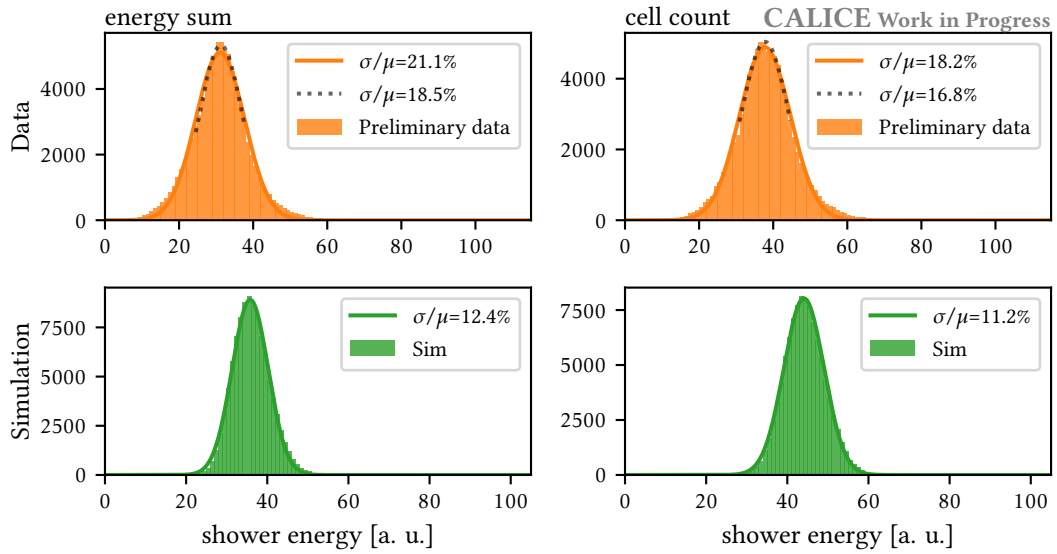 energy sum
cell count
CALICE Work in Progress
Data
4000
2000
0
σ/μ=21.1%
σ/μ=18.5%
Preliminary data
0 20 40 60 80 100
4000
2000
0
σ/μ=18.2%
σ/μ=16.8%
Preliminary data
0 20 40 60 80 100
Simulation
7500
5000
2500
0
σ/μ=12.4%
Sim
0 20 40 60 80 100
shower energy [a. u.]
7500
5000
2500
0
σ/μ=11.2%
Sim
0 20 40 60 80 100
shower energy [a. u.]